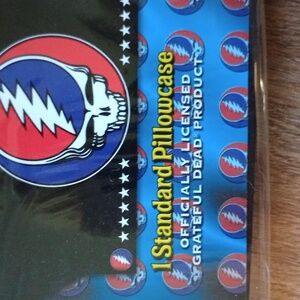 1 Standard Pillowcase
OFFICIALLY LICENSED
GRATEFUL DEAD PRODUCT